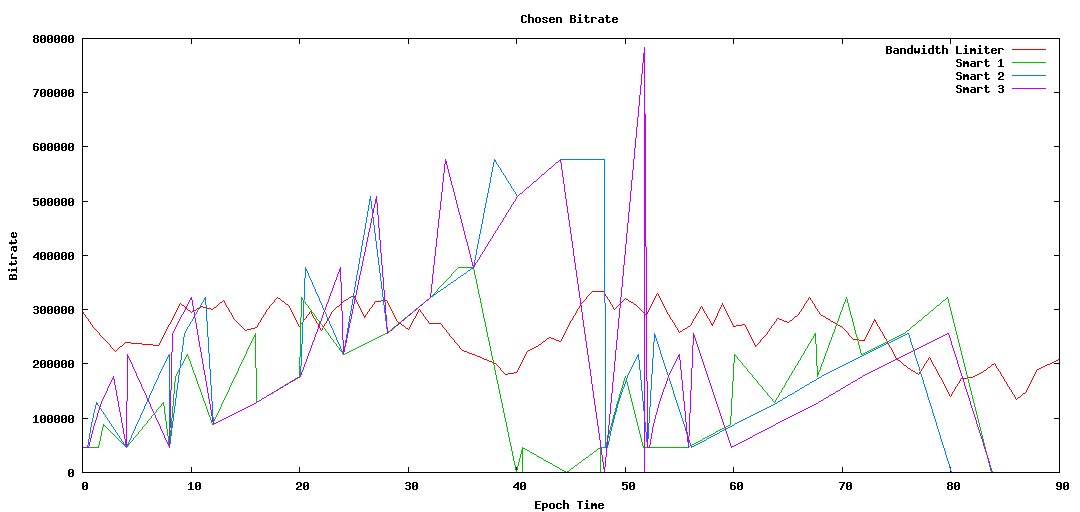 Chosen Bitrate
800000
700000
600000
500000
400000
300000
200000
100000
0
Bitrate
Bandwidth Limiter
Smart 1
Smart 2
Smart 3
0 10 20 30 40 50 60 70 80 90
Epoch Time